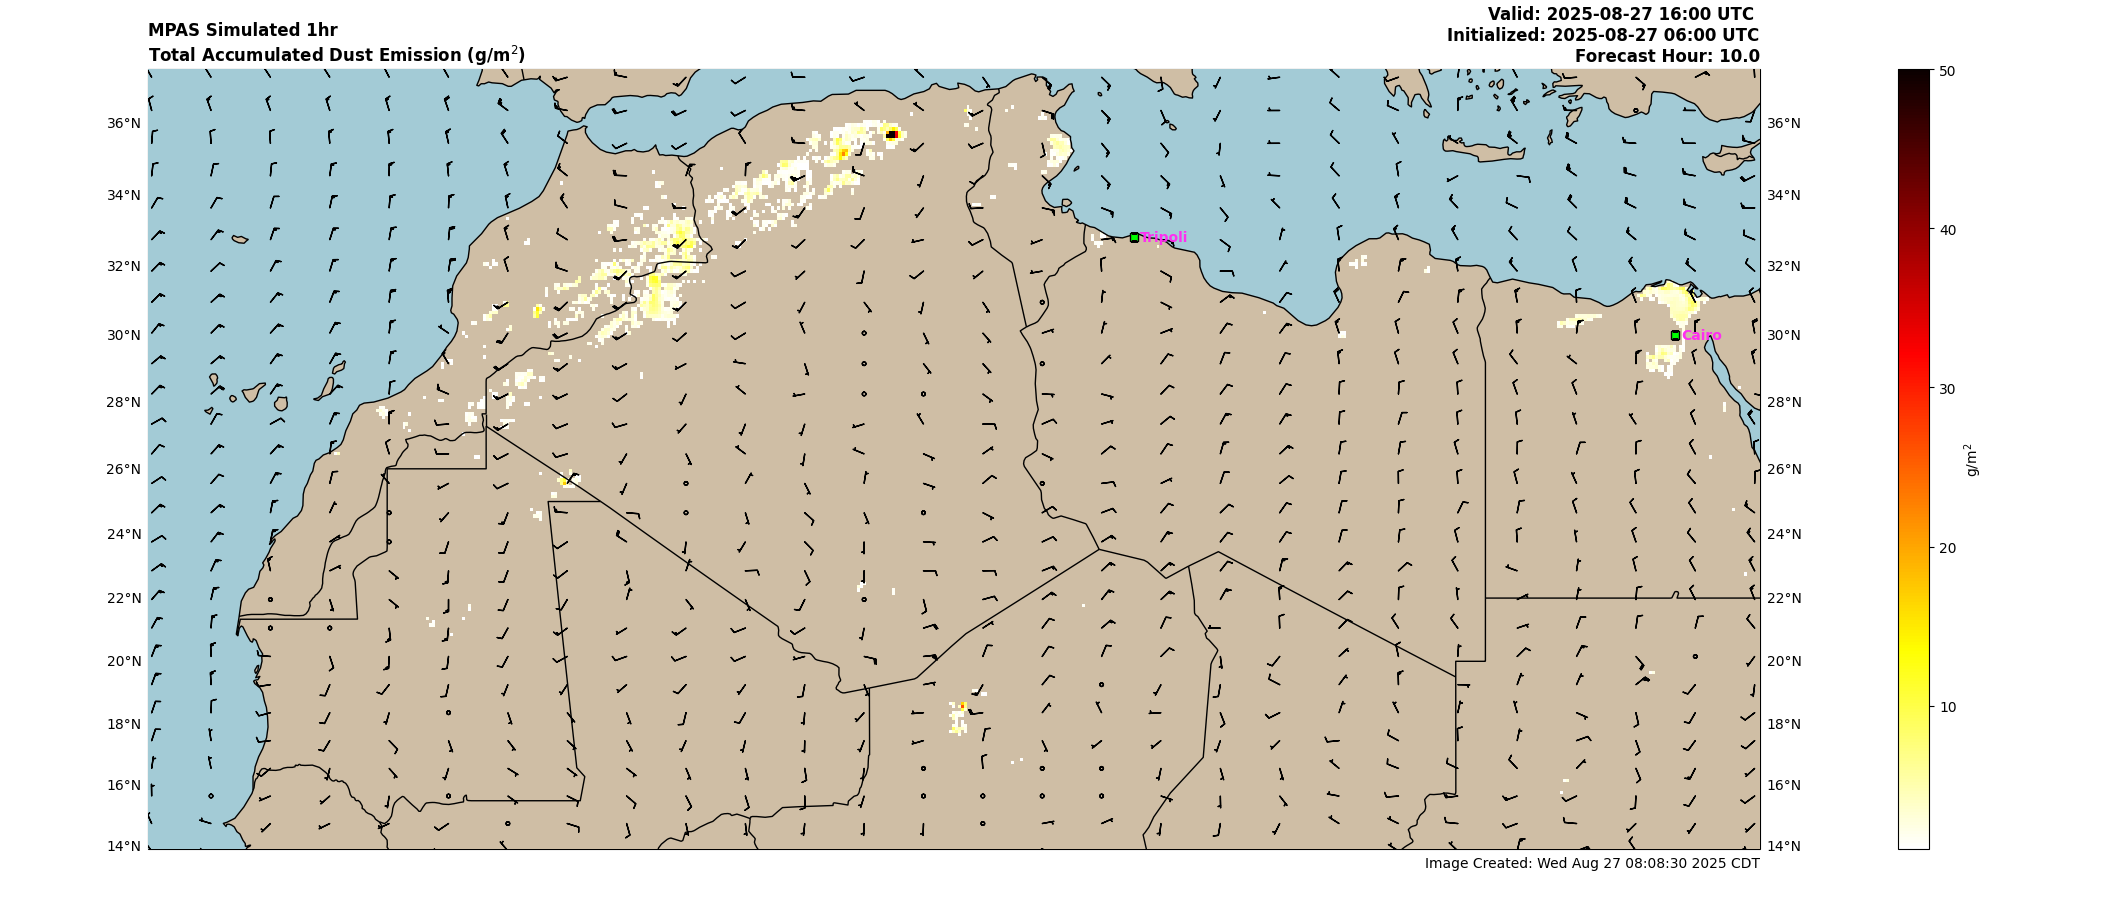 MPAS Simulated 1hr
Total Accumulated Dust Emission (g/m²)
Valid: 2025-08-27 16:00 UTC
Initialized: 2025-08-27 06:00 UTC
Forecast Hour: 10.0
36°N
34°N
32°N
30°N
28°N
26°N
24°N
22°N
20°N
18°N
16°N
14°N
Tripoli
Cairo
36°N
34°N
32°N
30°N
28°N
26°N
24°N
22°N
20°N
18°N
16°N
14°N
50
40
30
20
10
g/m²
Image Created: Wed Aug 27 08:08:30 2025 CDT